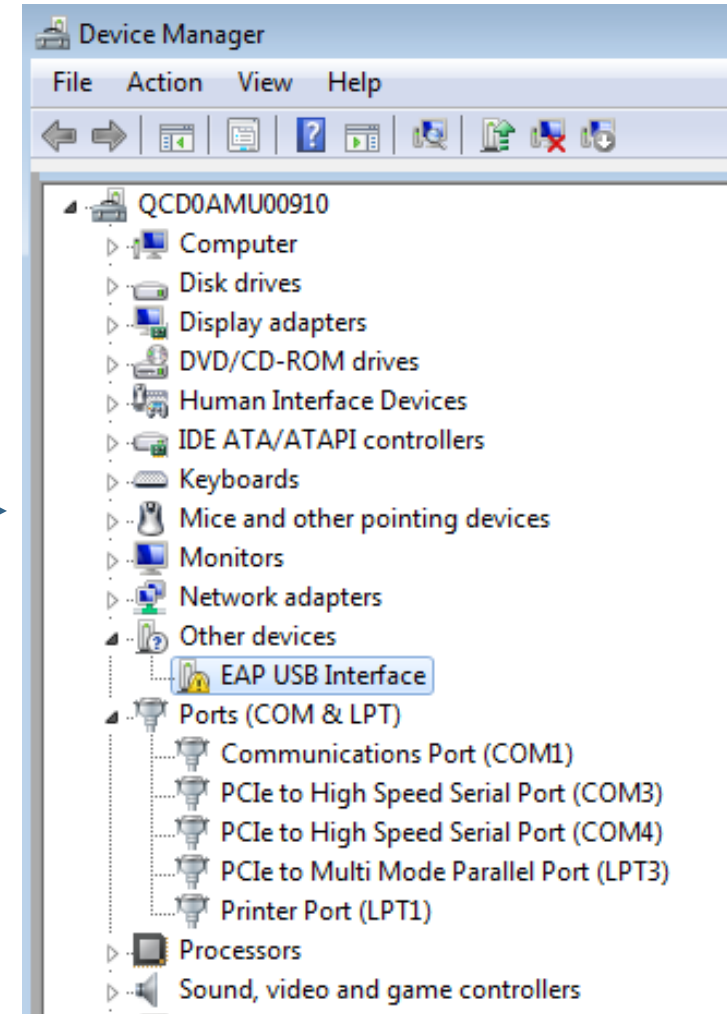 Device Manager
File Action View Help
QCD0AMU00910
Computer
Disk drives
Display adapters
DVD/CD-ROM drives
Human Interface Devices
IDE ATA/ATAPI controllers
Keyboards
Mice and other pointing devices
Monitors
Network adapters
Other devices
EAP USB Interface
Ports (COM & LPT)
Communications Port (COM1)
PCIe to High Speed Serial Port (COM3)
PCIe to High Speed Serial Port (COM4)
PCIe to Multi Mode Parallel Port (LPT3)
Printer Port (LPT1)
Processors
Sound, video and game controllers